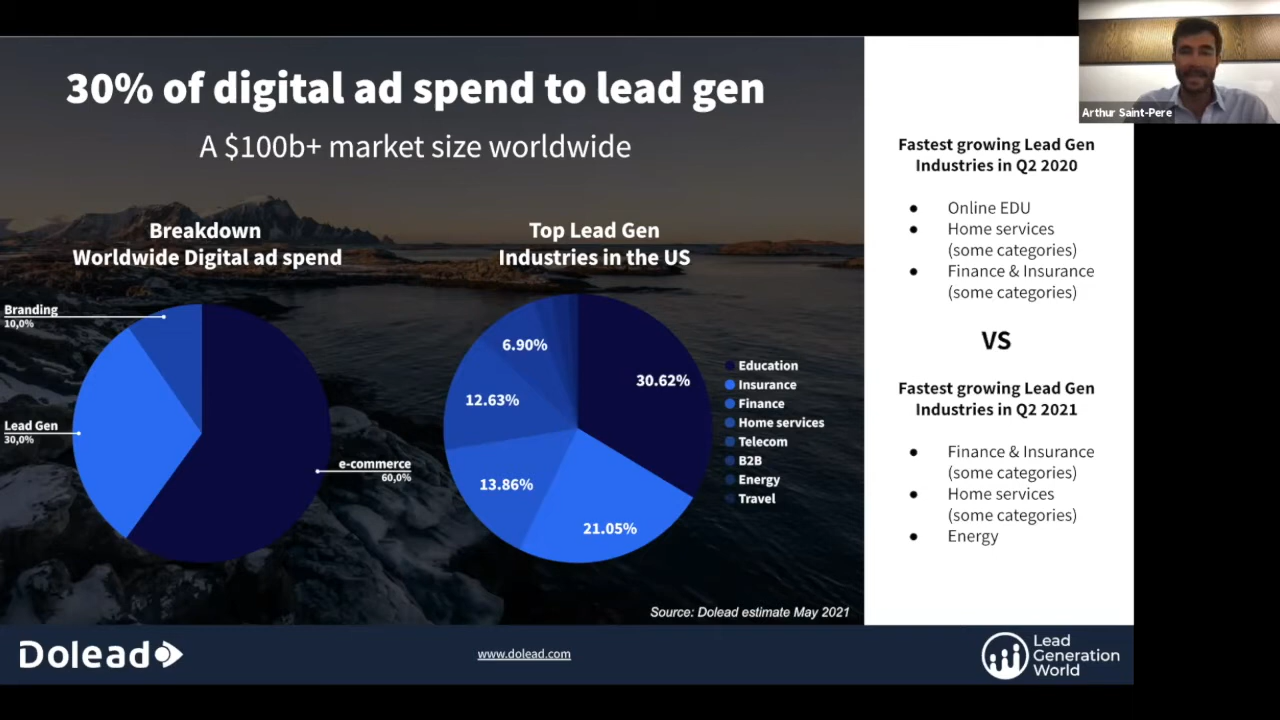 30% of digital ad spend to lead gen
A $100b+ market size worldwide
Breakdown
Worldwide Digital ad spend
Branding
10,0%
Lead Gen
30,0%
e-commerce
60,0%
Top Lead Gen
Industries in the US
6.90%
30.62%
12.63%
13.86%
21.05%
Education
Insurance
Finance
Home services
Telecom
B2B
Energy
Travel
Source: Dolead estimate May 2021
Arthur Saint-Pere
Fastest growing Lead Gen
Industries in Q2 2020
● Online EDU
● Home services
(some categories)
● Finance & Insurance
(some categories)
VS
Fastest growing Lead Gen
Industries in Q2 2021
● Finance & Insurance
(some categories)
● Home services
(some categories)
● Energy
Dolead
www.dolead.com
Lead
Generation
World